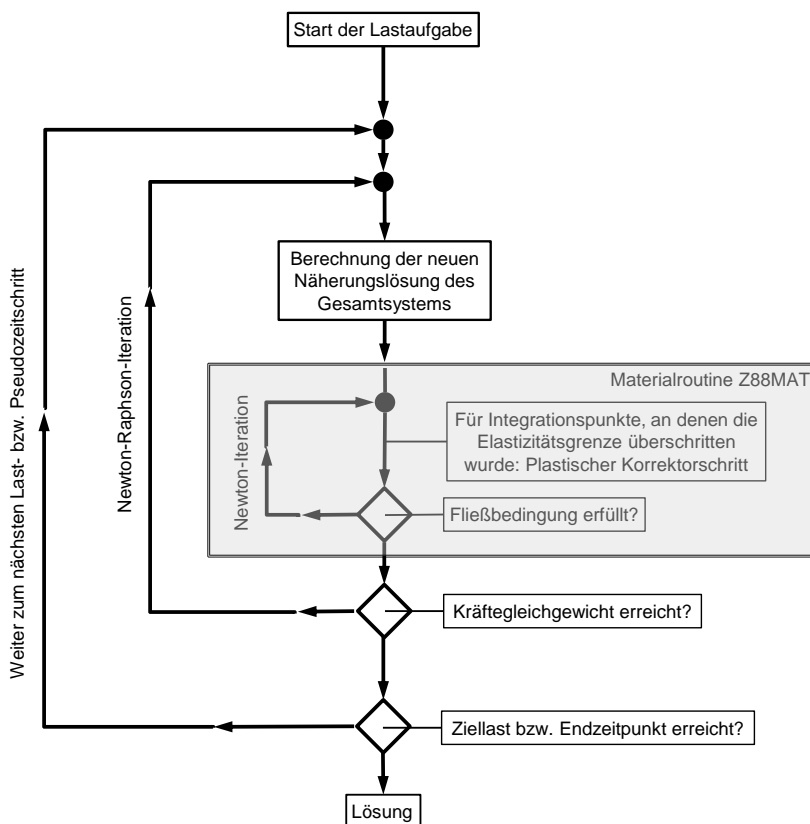 Start der Lastaufgabe
Weiter zum nächsten Last- bzw. Pseudozeitschritt
Newton-Raphson-Iteration
Berechnung der neuen
Näherungslösung des
Gesamtsystems
Materialroutine Z88MAT
Newton-Iteration
Für Integrationspunkte, an denen die
Elastizitätsgrenze überschritten
wurde: Plastischer Korrektorschritt
Fließbedingung erfüllt?
Kräftegleichgewicht erreicht?
Ziellast bzw. Endzeitpunkt erreicht?
Lösung